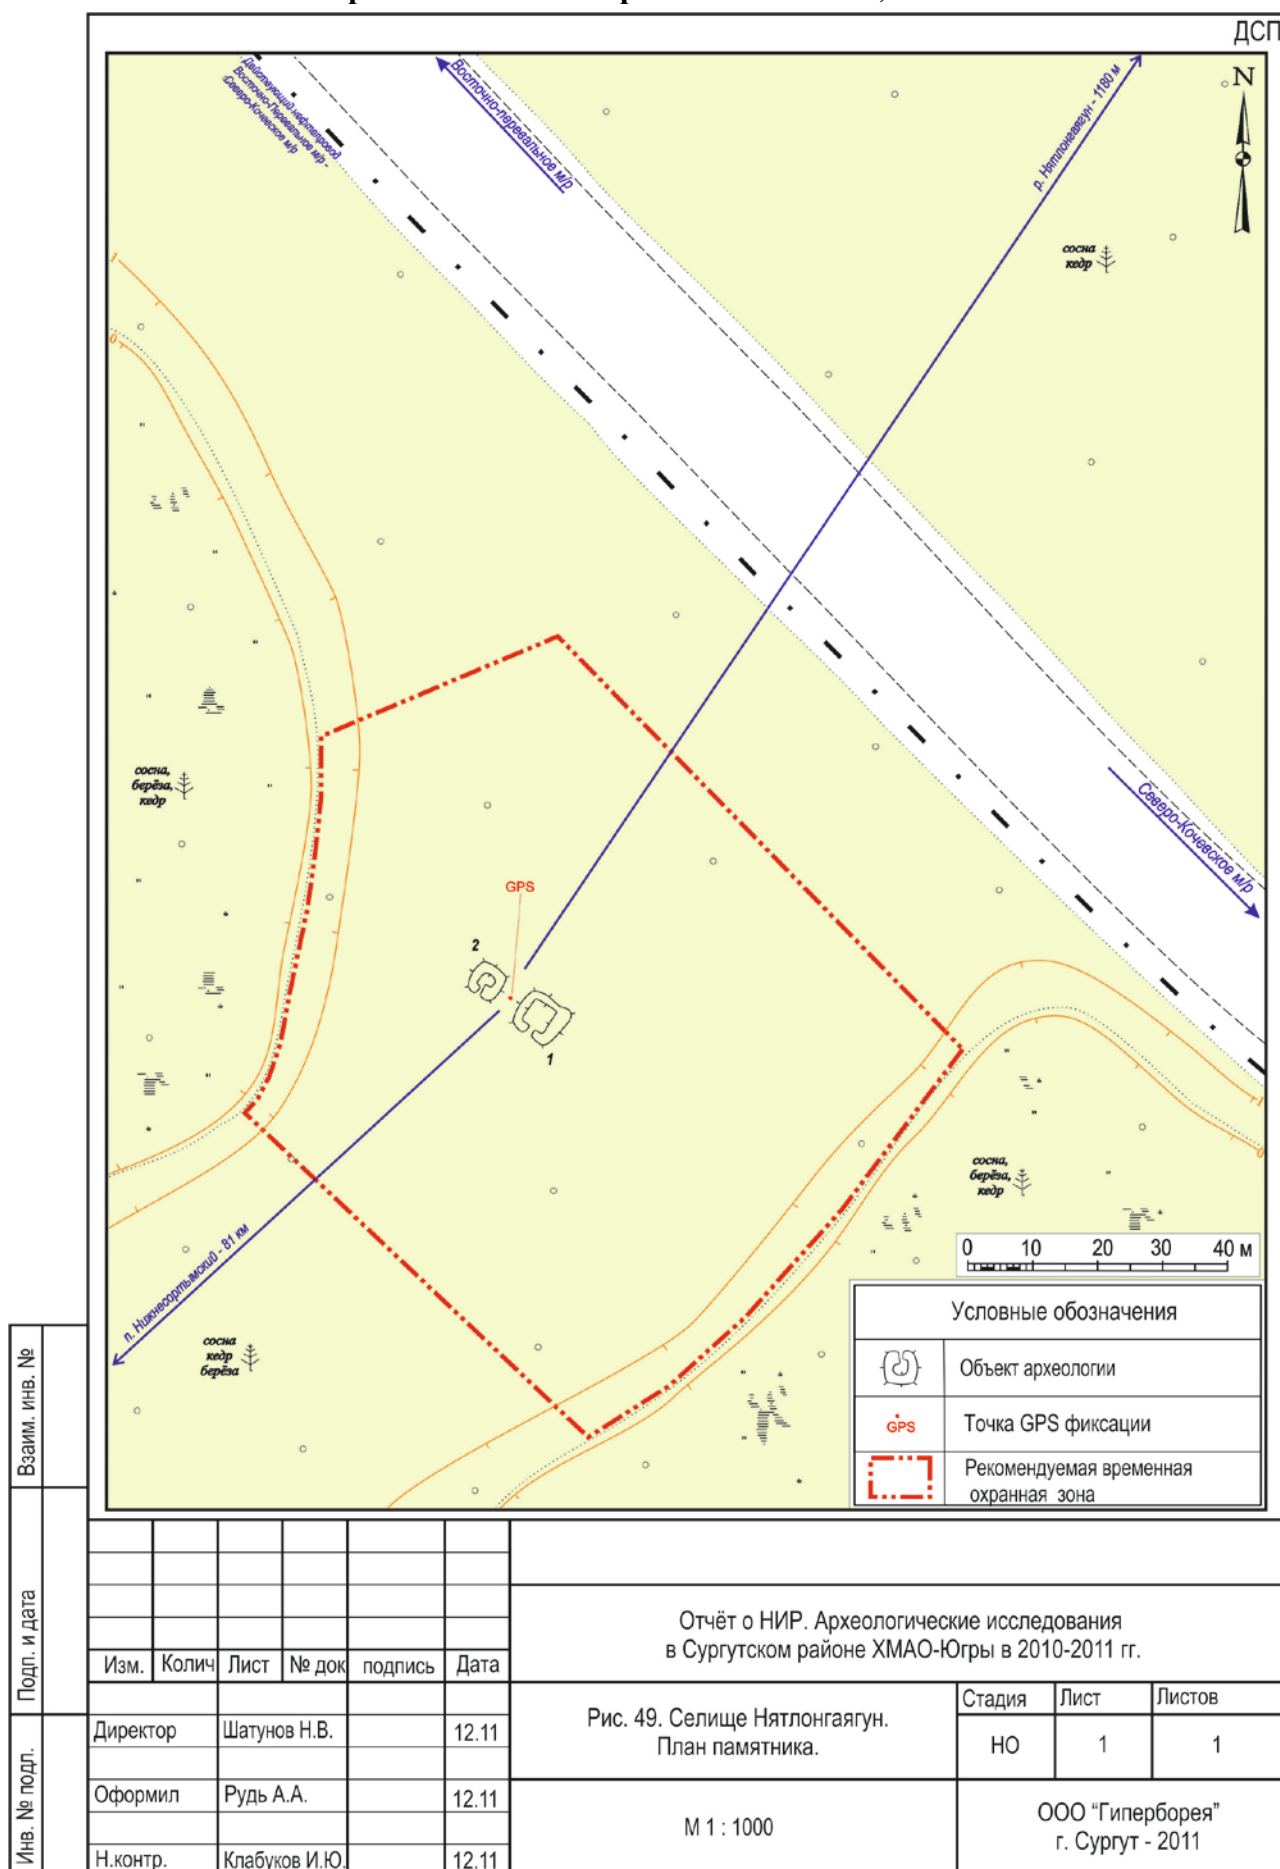 ДСП
Действующий нефтепровод
Восточно-Перевальное м/р -
Северо-Кочевское м/р
Восточно-перевальное м/р
р. Нятлонгаягун - 1180 м
N
сосна
кедр
1
0
сосна,
берёза,
кедр
GPS
2
1
Северо-Кочевское м/р
1
0
сосна,
берёза,
кедр
п. Нижнесортымский - 81 км
сосна
кедр
берёза
0 10 20 30 40 м
Условные обозначения
Объект археологии
GPS
Точка GPS фиксации
Рекомендуемая временная
охранная зона
Взаим. инв. №
Подп. и дата
Инв. № подл.
Изм. Колич Лист № док подпись Дата
Отчёт о НИР. Археологические исследования
в Сургутском районе ХМАО-Югры в 2010-2011 гг.
Директор Шатунов Н.В. 12.11
Оформил Рудь А.А. 12.11
Н.контр. Клабуков И.Ю. 12.11
Рис. 49. Селище Нятлонгаягун.
План памятника.
Стадия Лист Листов
НО 1 1
М 1 : 1000
ООО "Гиперборея"
г. Сургут - 2011